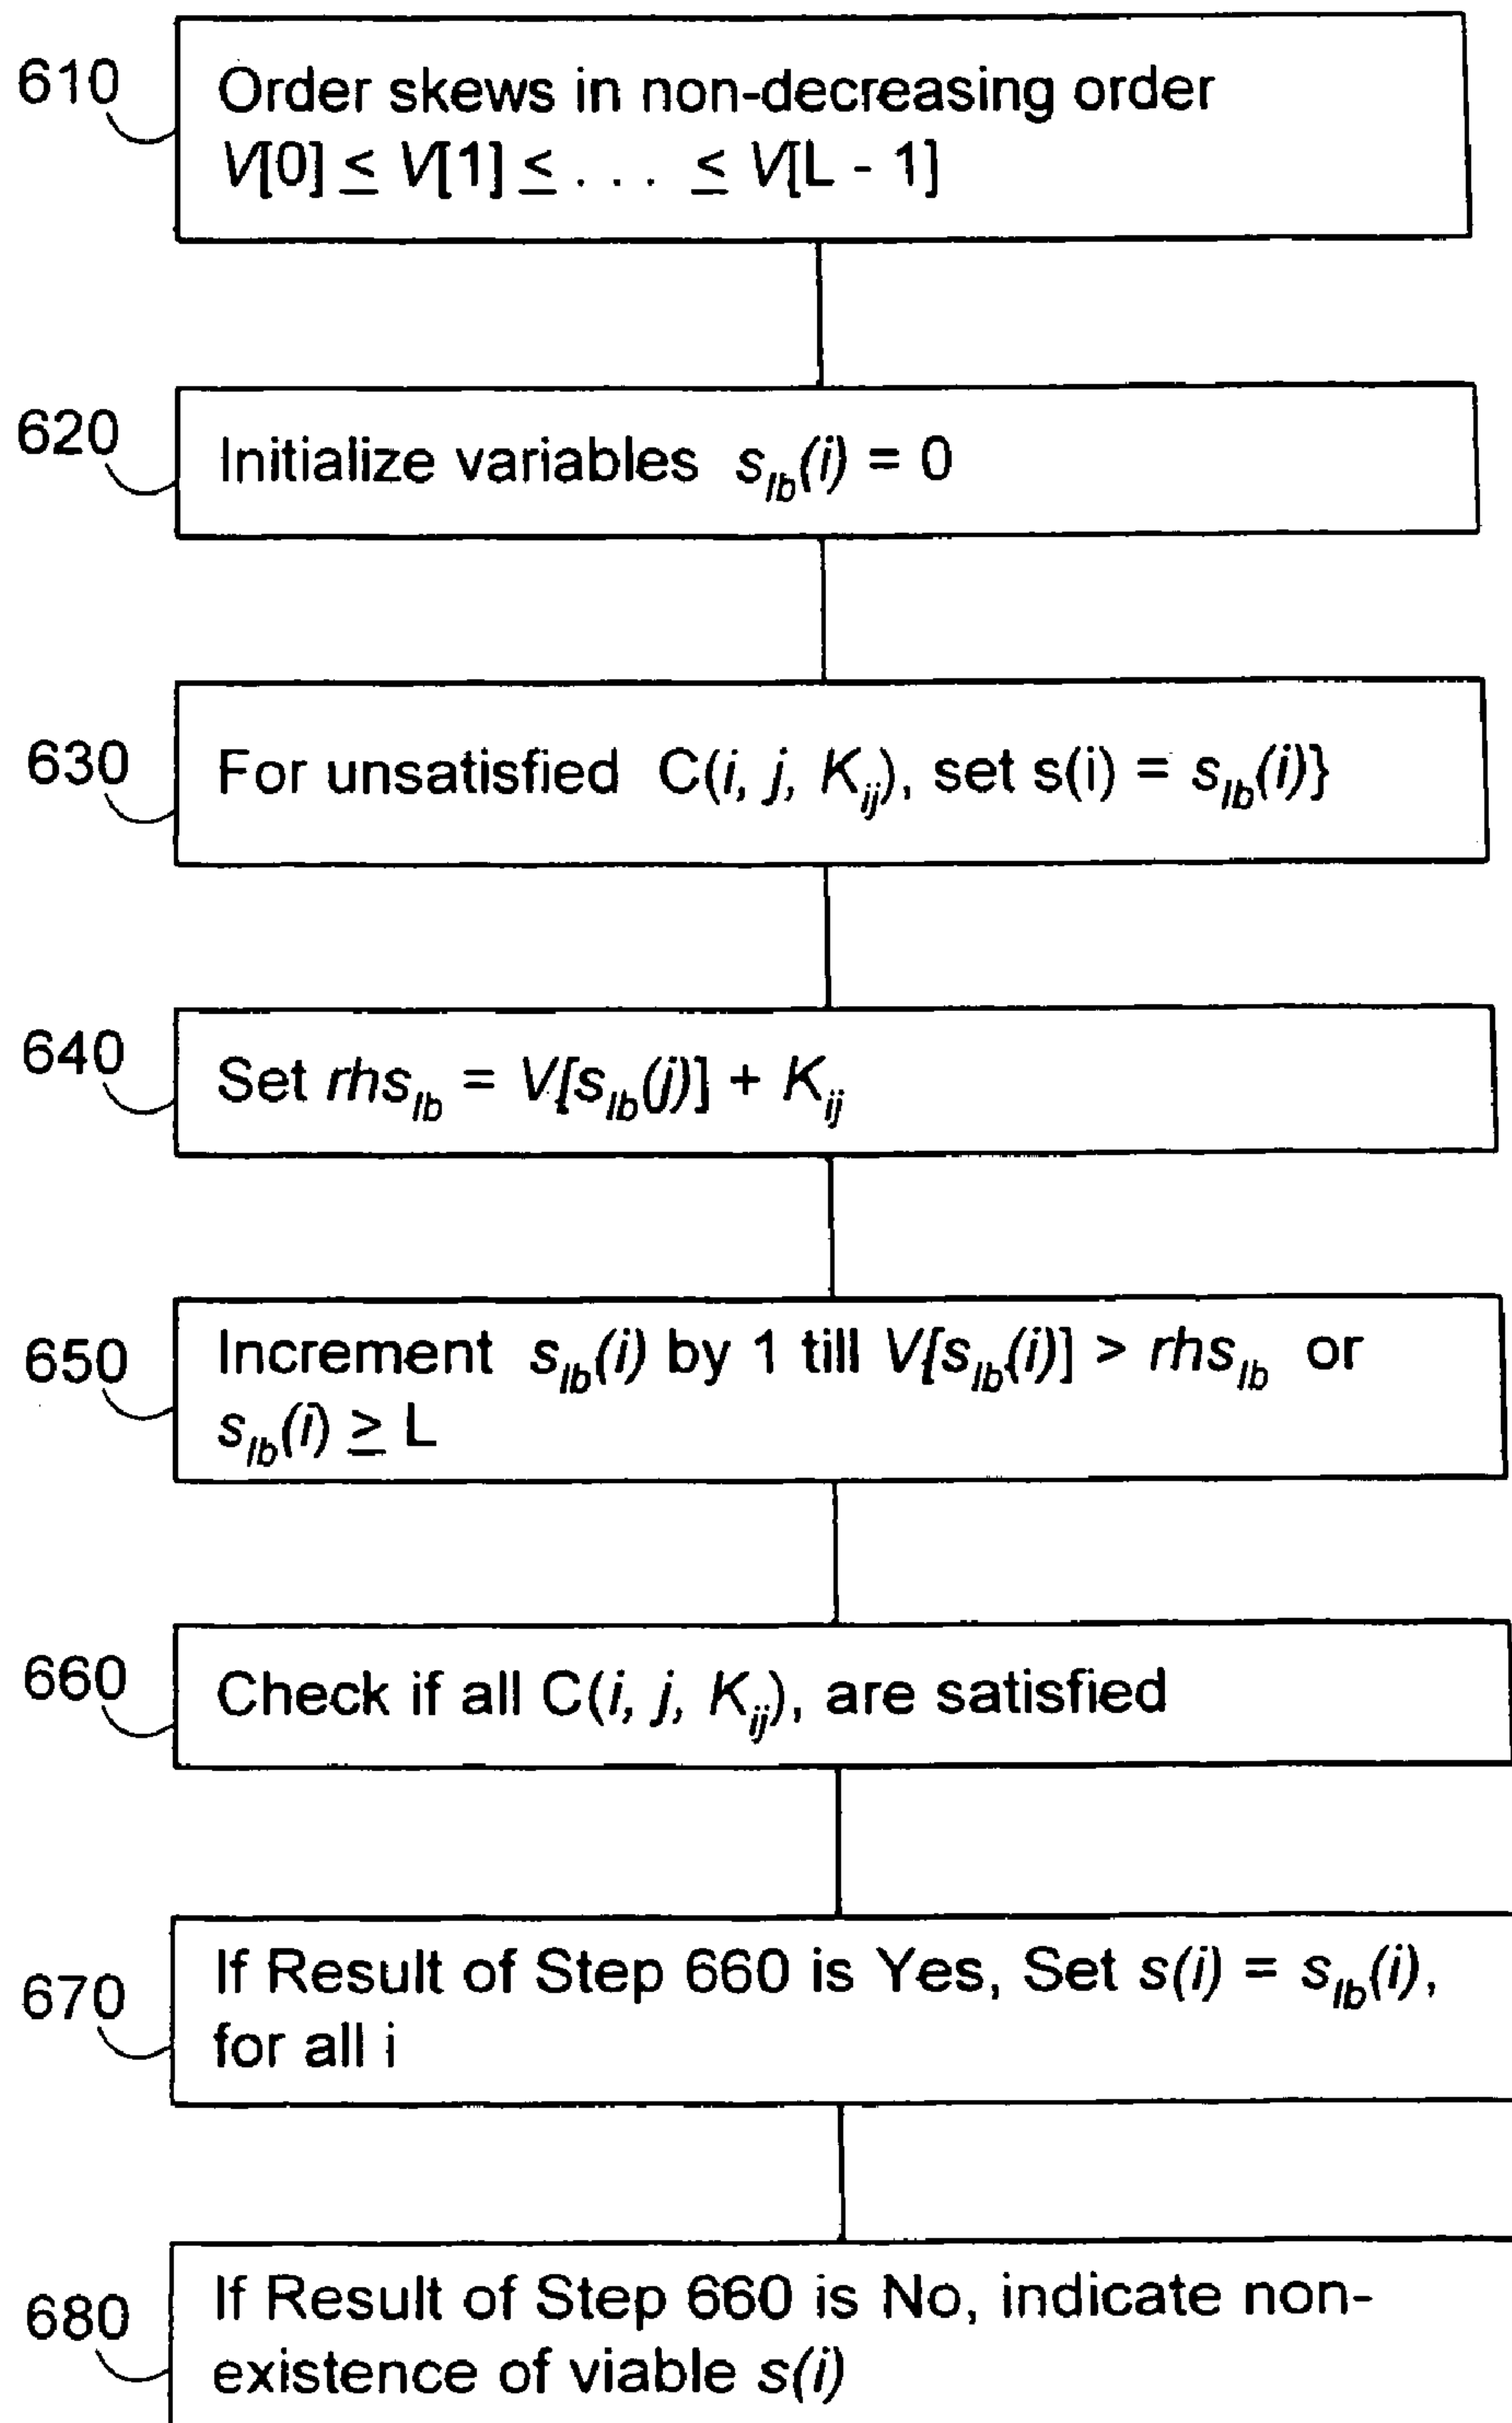 610
Order skews in non-decreasing order
V[0] ≤ V[1] ≤ . . . ≤ V[L - 1]
620
Initialize variables s_lb(i) = 0
630
For unsatisfied C(i, j, K_ij), set s(i) = s_lb(i)}
640
Set rhs_lb = V[s_lb(j)] + K_ij
650
Increment s_lb(i) by 1 till V[s_lb(i)] > rhs_lb or
s_lb(i) ≥ L
660
Check if all C(i, j, K_ij), are satisfied
670
If Result of Step 660 is Yes, Set s(i) = s_lb(i),
for all i
680
If Result of Step 660 is No, indicate non-
existence of viable s(i)